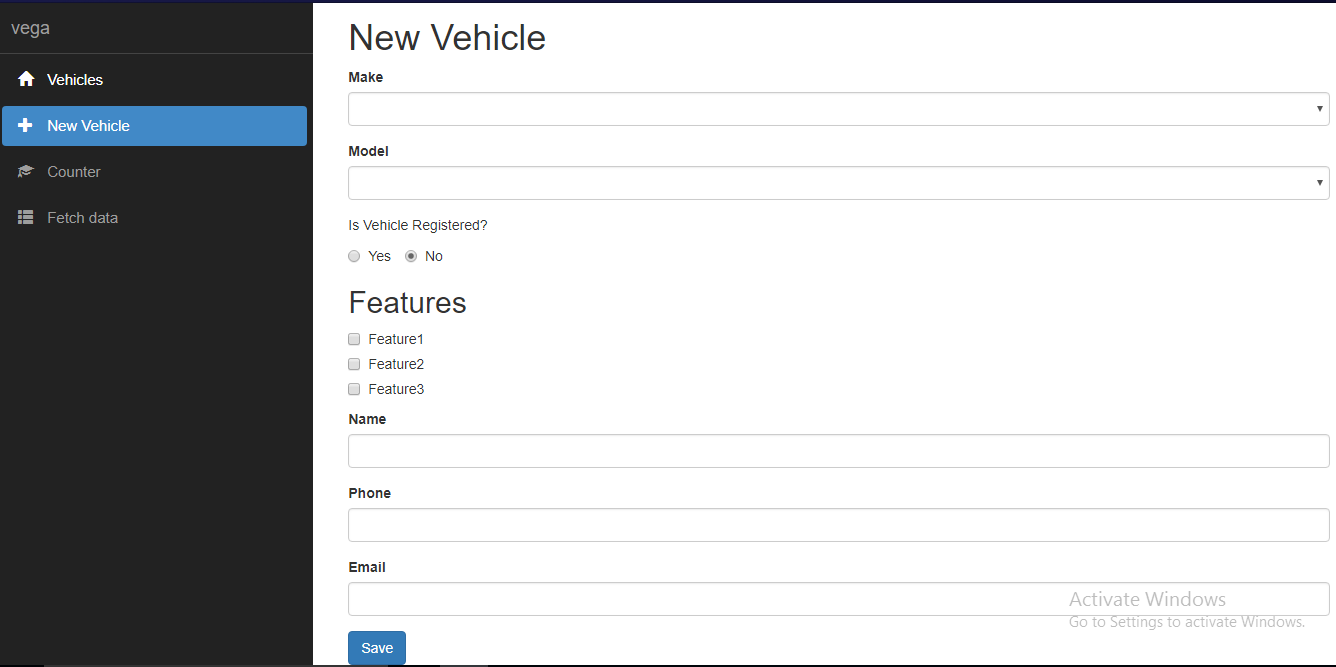 vega
Vehicles
New Vehicle
Counter
Fetch data
New Vehicle
Make
Model
Is Vehicle Registered?
Yes No
Features
Feature1
Feature2
Feature3
Name
Phone
Email
Activate Windows
Go to Settings to activate Windows.
Save